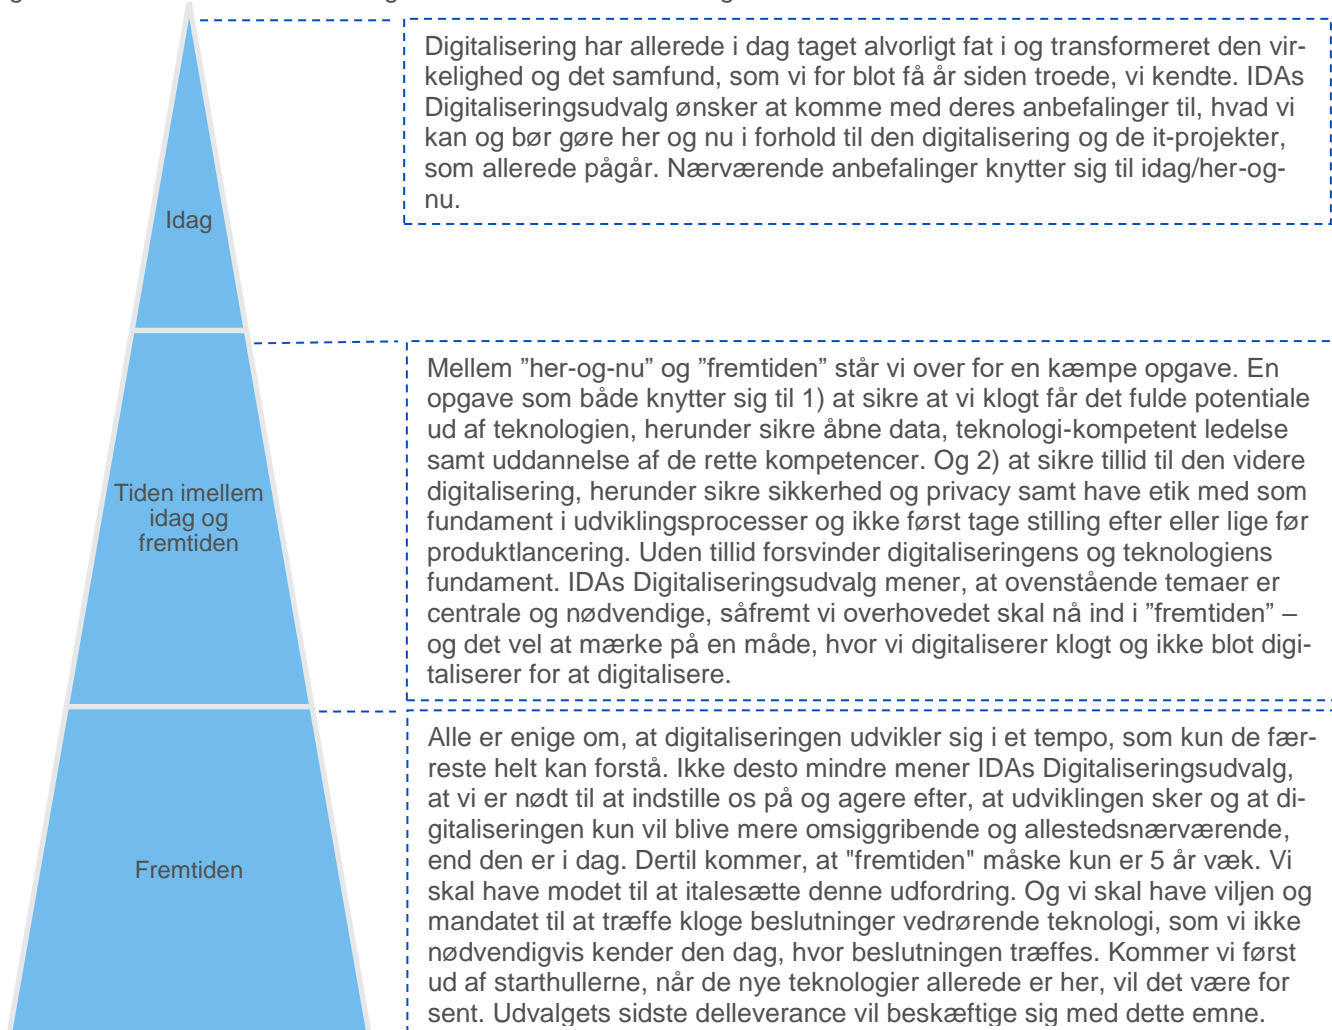 Digitalisering har allerede i dag taget alvorligt fat i og transformeret den vir-
kelighed og det samfund, som vi for blot få år siden troede, vi kendte. IDAs
Digitaliseringsudvalg ønsker at komme med deres anbefalinger til, hvad vi
kan og bør gøre her og nu i forhold til den digitalisering og de it-projekter,
som allerede pågår. Nærværende anbefalinger knytter sig til idag/her-og-
nu.
Idag
Mellem ”her-og-nu” og ”fremtiden” står vi over for en kæmpe opgave. En
opgave som både knytter sig til 1) at sikre at vi klogt får det fulde potentiale
ud af teknologien, herunder sikre åbne data, teknologi-kompetent ledelse
samt uddannelse af de rette kompetencer. Og 2) at sikre tillid til den videre
digitalisering, herunder sikre sikkerhed og privacy samt have etik med som
fundament i udviklingsprocesser og ikke først tage stilling efter eller lige før
produktlancering. Uden tillid forsvinder digitaliseringens og teknologiens
fundament. IDAs Digitaliseringsudvalg mener, at ovenstående temaer er
centrale og nødvendige, såfremt vi overhovedet skal nå ind i ”fremtiden” –
og det vel at mærke på en måde, hvor vi digitaliserer klogt og ikke blot digi-
taliserer for at digitalisere.
Tiden imellem
idag og
fremtiden
Alle er enige om, at digitaliseringen udvikler sig i et tempo, som kun de fær-
reste helt kan forstå. Ikke desto mindre mener IDAs Digitaliseringsudvalg,
at vi er nødt til at indstille os på og agere efter, at udviklingen sker og at di-
gitaliseringen kun vil blive mere omsiggribende og allestedsnærværende,
end den er i dag. Dertil kommer, at "fremtiden" måske kun er 5 år væk. Vi
skal have modet til at italesætte denne udfordring. Og vi skal have viljen og
mandatet til at træffe kloge beslutninger vedrørende teknologi, som vi ikke
nødvendigvis kender den dag, hvor beslutningen træffes. Kommer vi først
ud af starthullerne, når de nye teknologier allerede er her, vil det være for
sent. Udvalgets sidste delleverance vil beskæftige sig med dette emne.
Fremtiden